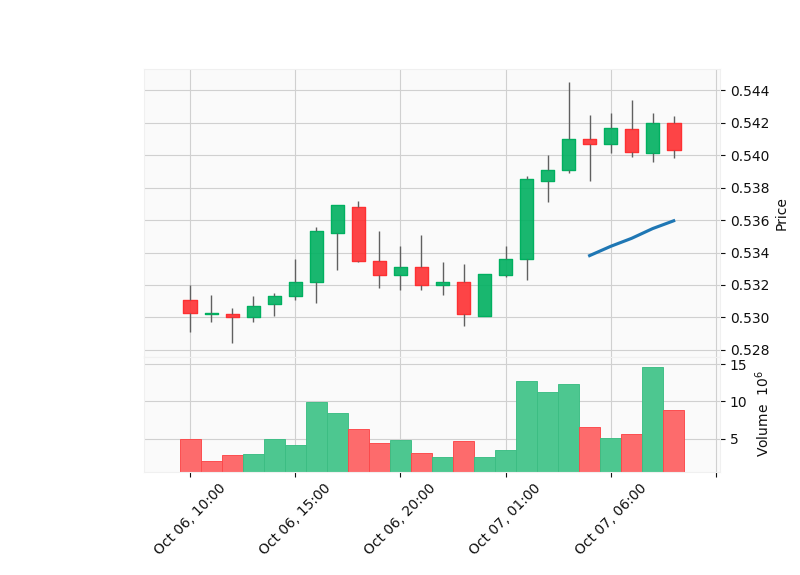 0.544
0.542
0.540
0.538
0.536
0.534
0.532
0.530
0.528
Price
15
10
5
Volume 10⁶
Oct 06, 10:00
Oct 06, 15:00
Oct 06, 20:00
Oct 07, 01:00
Oct 07, 06:00